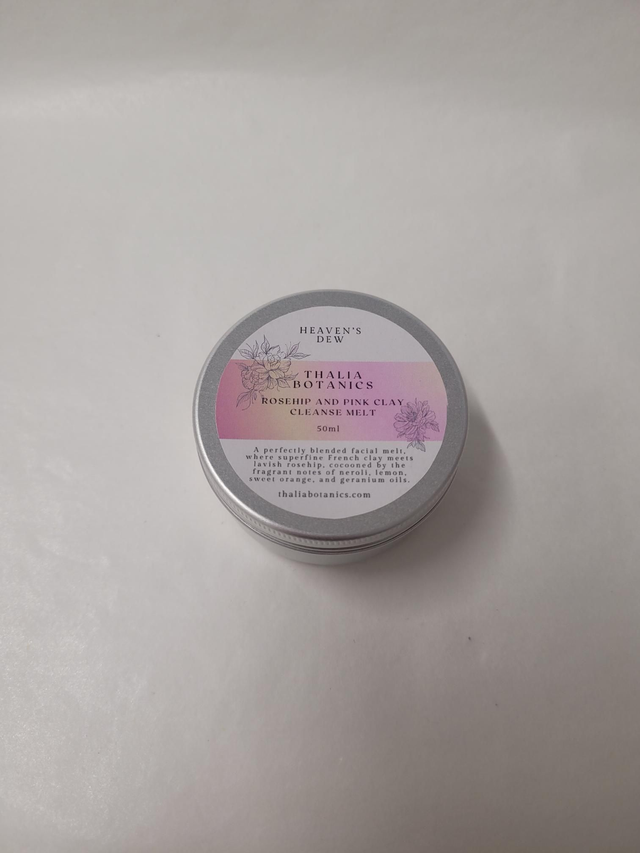 HEAVEN'S
DEW
THALIA
BOTANICS
ROSEHIP AND PINK CLAY
CLEANSE MELT
50ml
A perfectly blended facial melt,
where superfine French clay meets
lavish rosehip, cocooned by the
fragrant notes of neroli, lemon,
sweet orange, and geranium oils.
thaliabotanics.com